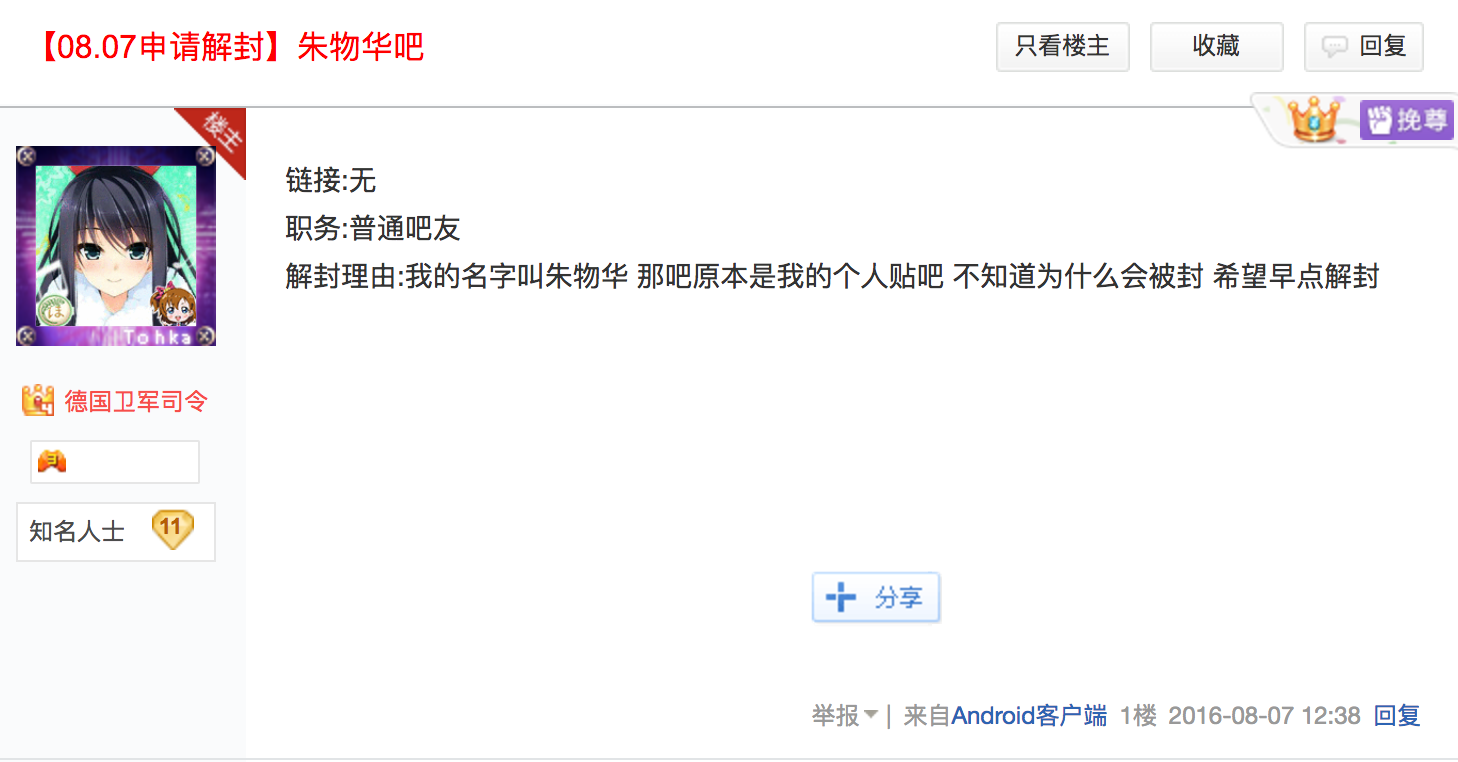 【08.07申请解封】朱物华吧
只看楼主
收藏
回复
楼主
挽尊
链接:无
职务:普通吧友
解封理由:我的名字叫朱物华 那吧原本是我的个人贴吧 不知道为什么会被封 希望早点解封
ほ
Tohka
4
德国卫军司令
3
知名人士
11
分享
举报 | 来自Android客户端 1楼 2016-08-07 12:38 回复